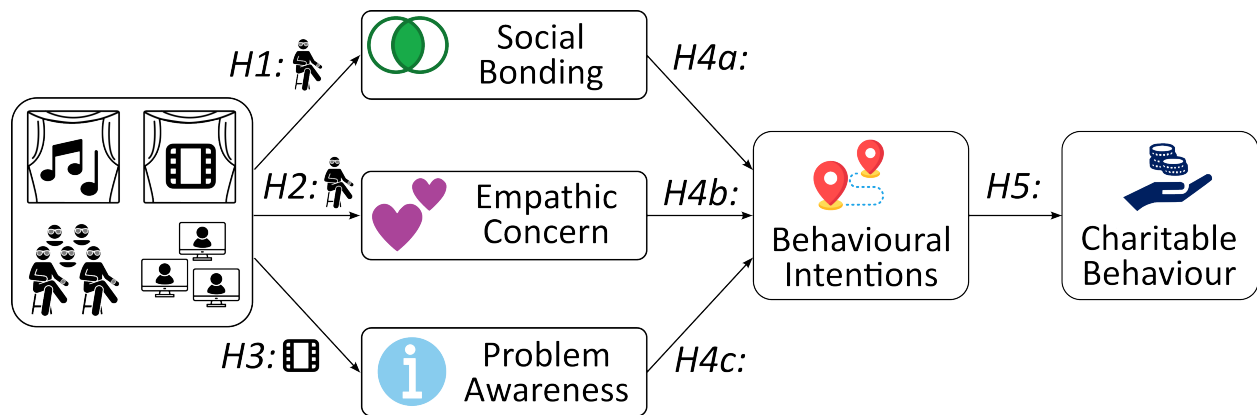 H1:
Social
Bonding
H4a:
H2:
Empathic
Concern
H4b:
Behavioural
Intentions
H5:
Charitable
Behaviour
H3:
Problem
Awareness
H4c: